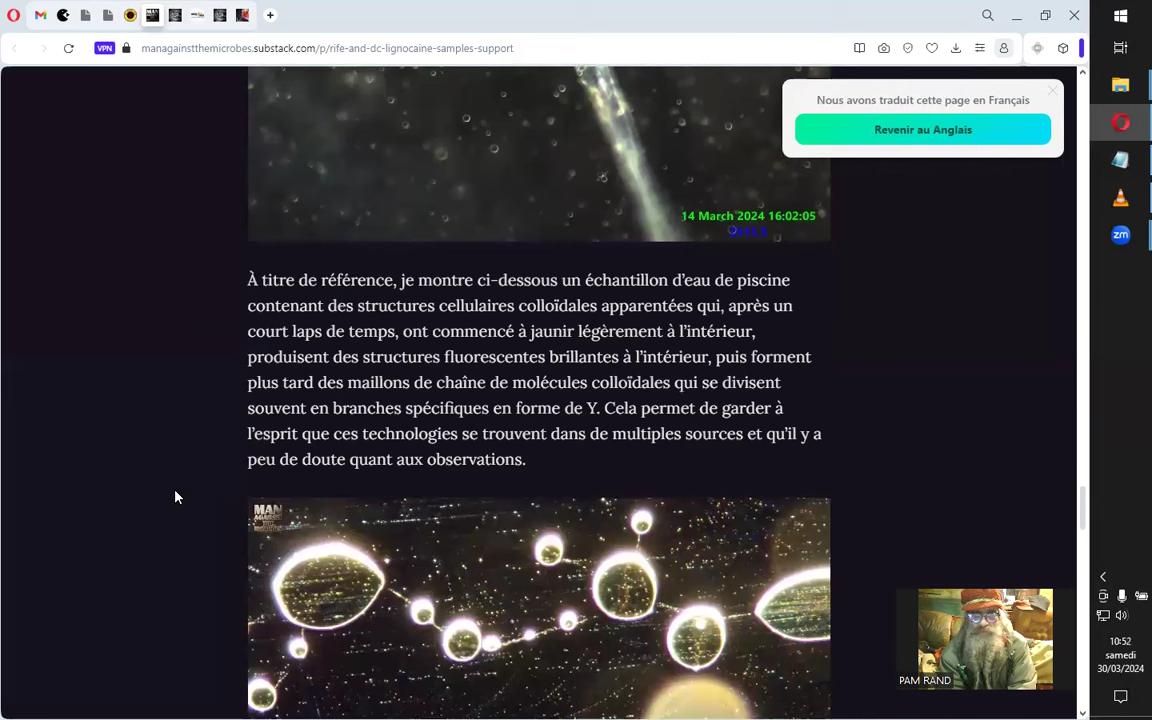 VPN
managainstthemicrobes.substack.com/p/rife-and-dc-lignocaine-samples-support
Nous avons traduit cette page en Français
Revenir au Anglais
14 March 2024 16:02:05
À titre de référence, je montre ci-dessous un échantillon d’eau de piscine
contenant des structures cellulaires colloïdales apparentées qui, après un
court laps de temps, ont commencé à jaunir légèrement à l’intérieur,
produisent des structures fluorescentes brillantes à l’intérieur, puis forment
plus tard des maillons de chaîne de molécules colloïdales qui se divisent
souvent en branches spécifiques en forme de Y. Cela permet de garder à
l’esprit que ces technologies se trouvent dans de multiples sources et qu’il y a
peu de doute quant aux observations.
MAN
AGAINST
THE
MICROBES
PAM RAND
zm
10:52
samedi
30/03/2024